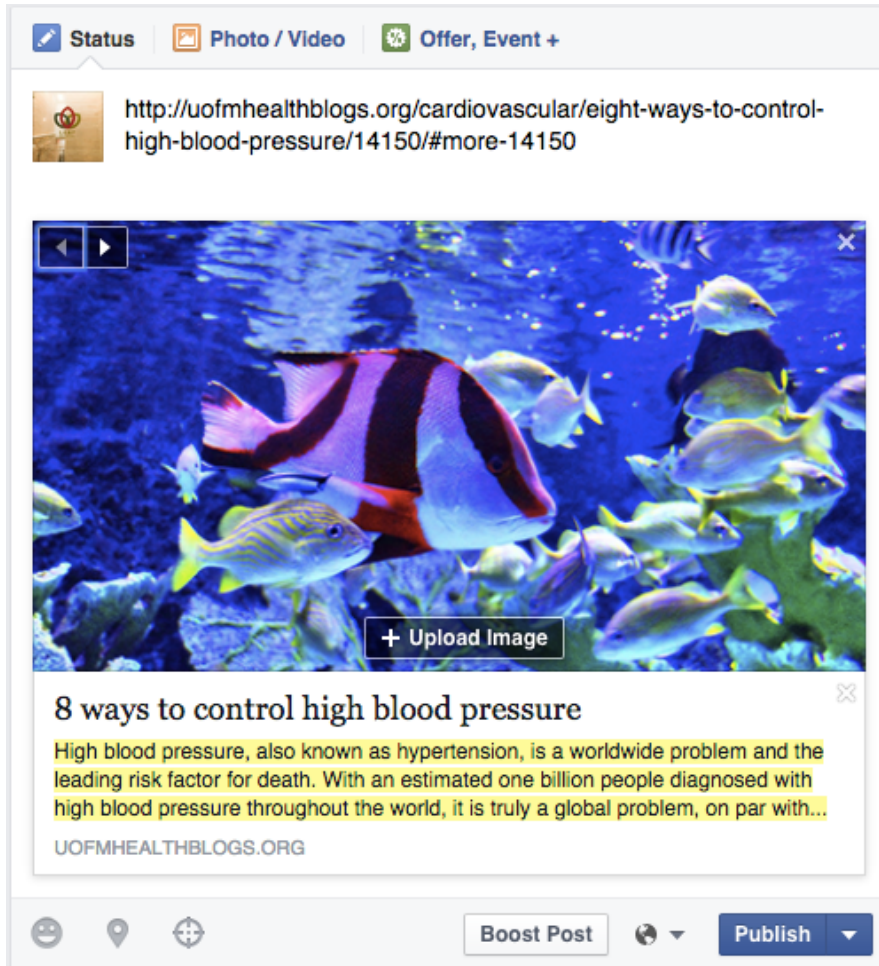 Status Photo / Video Offer, Event +
http://uofmhealthblogs.org/cardiovascular/eight-ways-to-control-
high-blood-pressure/14150/#more-14150
+ Upload Image
8 ways to control high blood pressure
High blood pressure, also known as hypertension, is a worldwide problem and the
leading risk factor for death. With an estimated one billion people diagnosed with
high blood pressure throughout the world, it is truly a global problem, on par with...
UOFMHEALTHBLOGS.ORG
Boost Post Publish